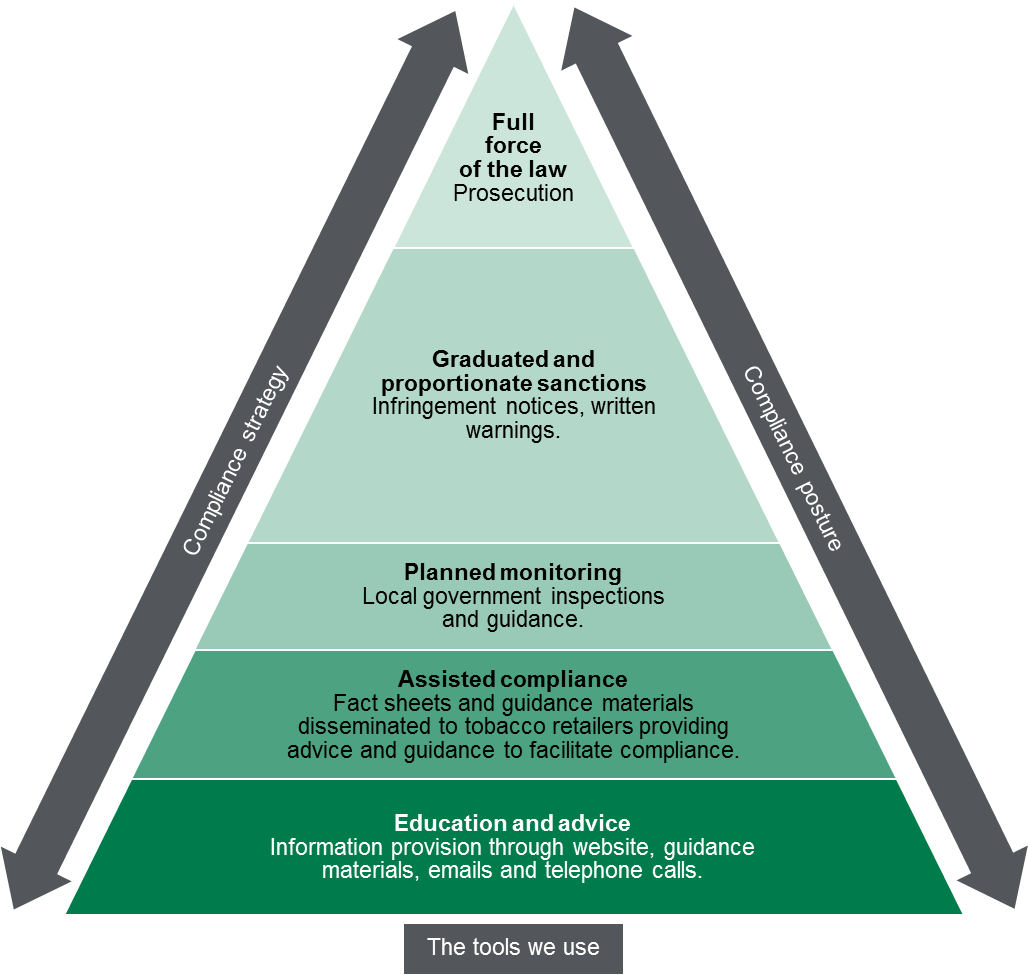 Full
force
of the law
Prosecution
Graduated and
proportionate sanctions
Infringement notices, written
warnings.
Compliance strategy
Compliance posture
Planned monitoring
Local government inspections
and guidance.
Assisted compliance
Fact sheets and guidance materials
disseminated to tobacco retailers providing
advice and guidance to facilitate compliance.
Education and advice
Information provision through website, guidance
materials, emails and telephone calls.
The tools we use